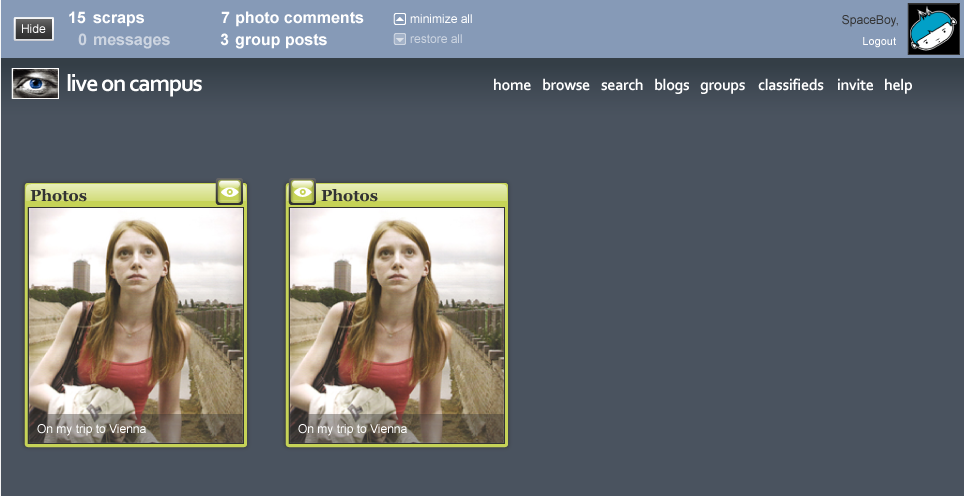 Hide
15 scraps
0 messages
7 photo comments
3 group posts
minimize all
restore all
SpaceBoy,
Logout
live on campus
home browse search blogs groups classifieds invite help
Photos
On my trip to Vienna
Photos
On my trip to Vienna